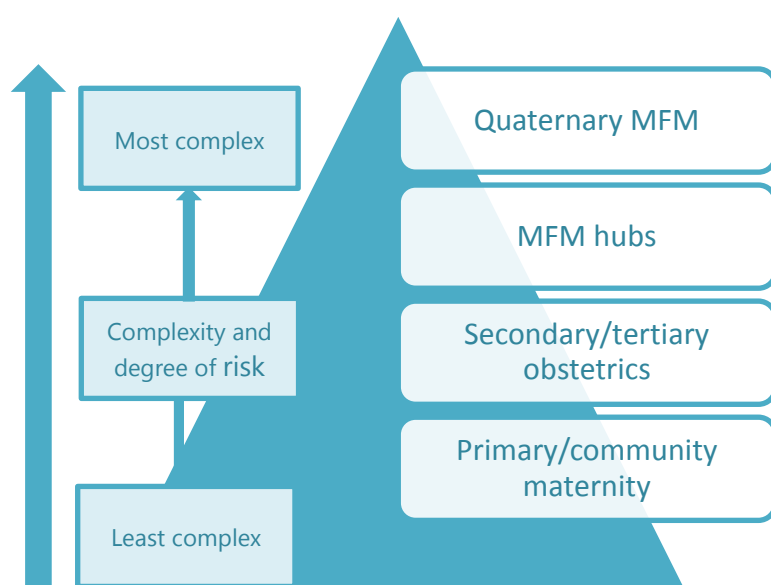 Most complex
Complexity and
degree of risk
Least complex
Quaternary MFM
MFM hubs
Secondary/tertiary
obstetrics
Primary/community
maternity